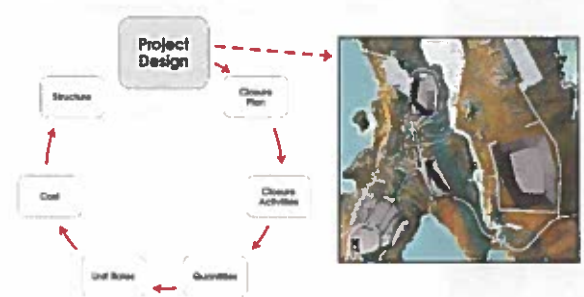 Project
Design
Closure
Plan
Structure
Closure
Activities
Cost
Unit Rates
Quantities